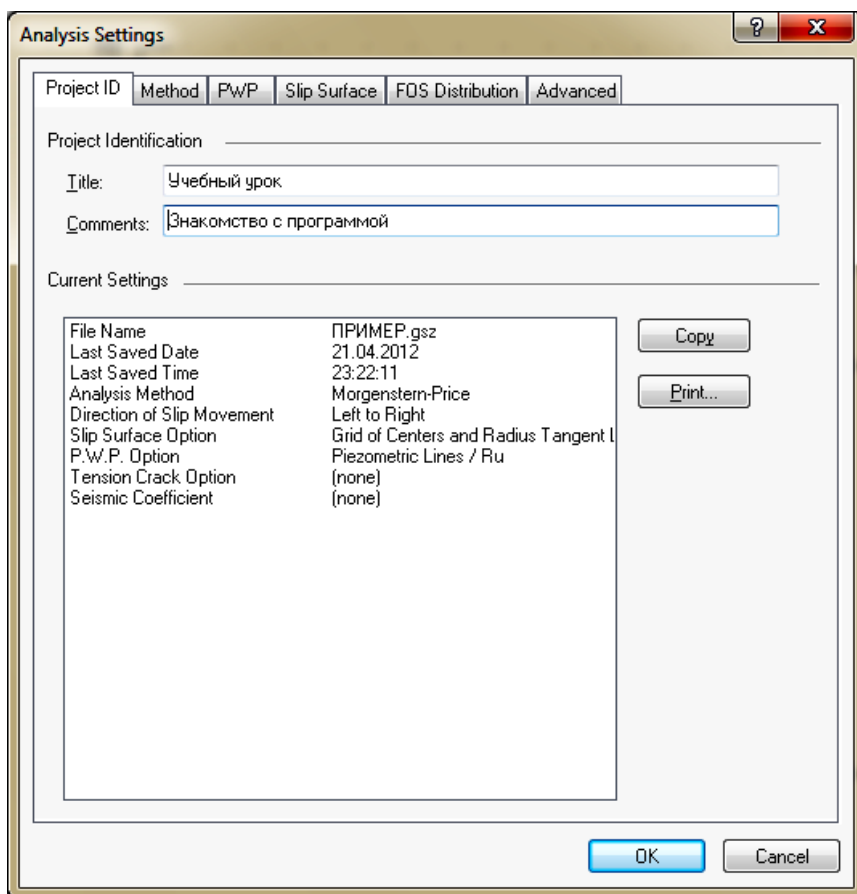 Analysis Settings
Project ID Method PWP Slip Surface FOS Distribution Advanced
Project Identification
Title: Учебный урок
Comments: Знакомство с программой
Current Settings
File Name ПРИМЕР.gsz
Last Saved Date 21.04.2012
Last Saved Time 23:22:11
Analysis Method Morgenstern-Price
Direction of Slip Movement Left to Right
Slip Surface Option Grid of Centers and Radius Tangent L
P.W.P. Option Piezometric Lines / Ru
Tension Crack Option (none)
Seismic Coefficient (none)
Copy
Print...
OK Cancel